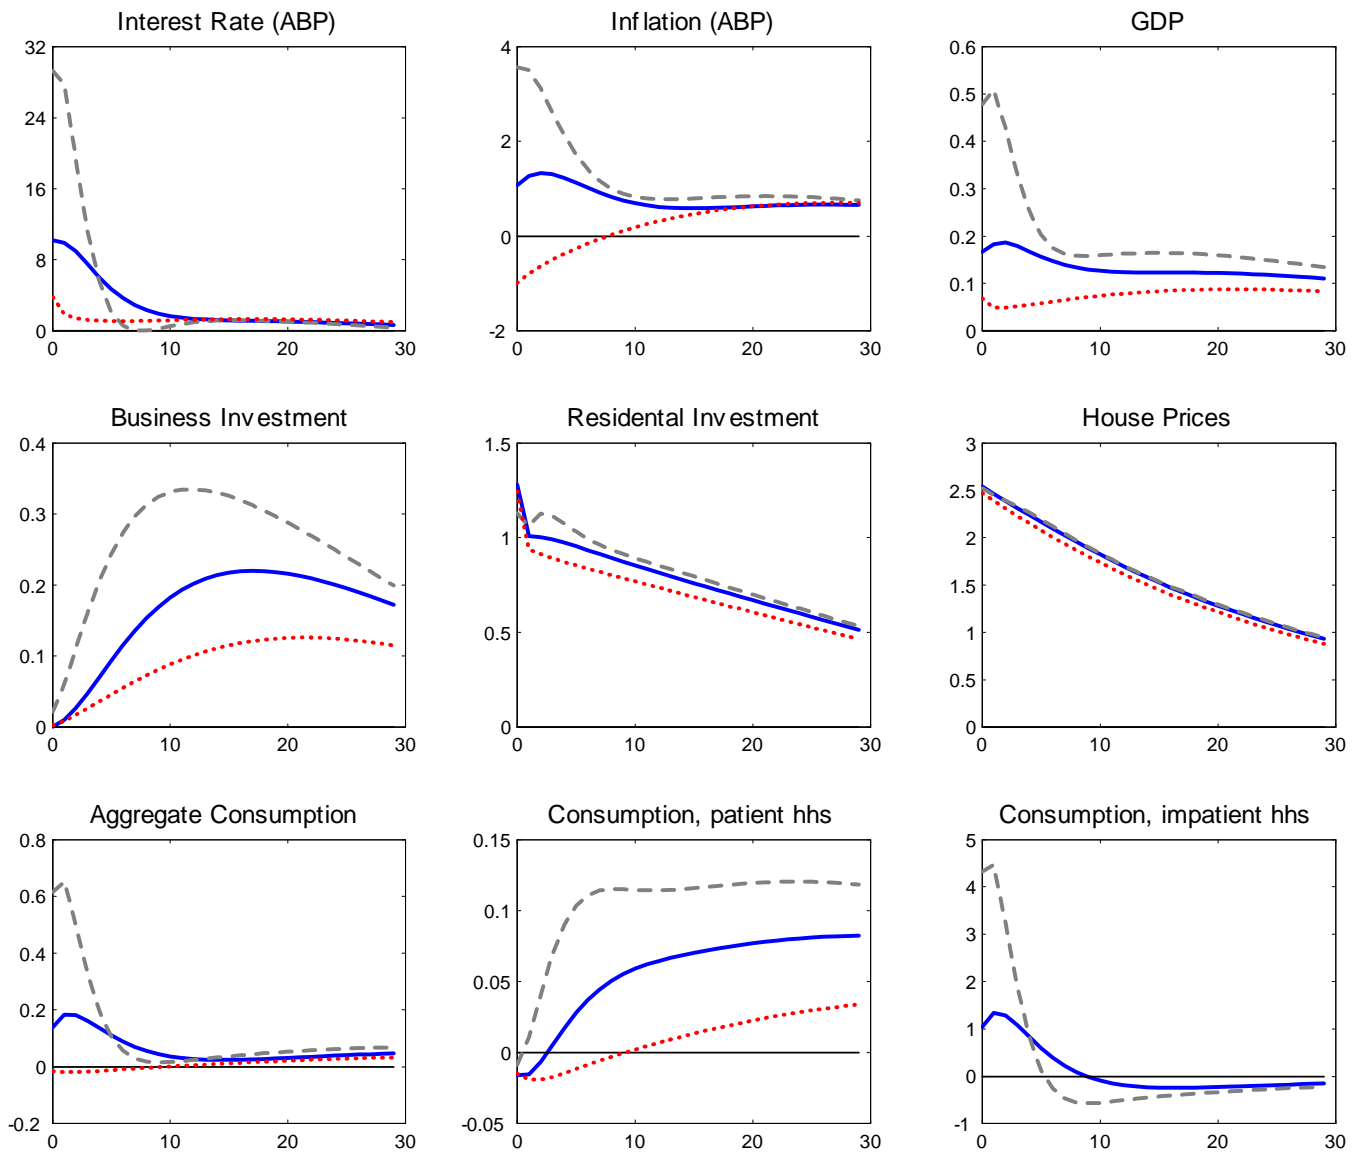 Interest Rate (ABP)
Inflation (ABP)
GDP
32
24
16
8
0
0 10 20 30
4
2
0
-2
0 10 20 30
0.6
0.5
0.4
0.3
0.2
0.1
0
0 10 20 30
Business Investment
Residental Investment
House Prices
0.4
0.3
0.2
0.1
0
0 10 20 30
1.5
1
0.5
0
0 10 20 30
3
2.5
2
1.5
1
0.5
0
0 10 20 30
Aggregate Consumption
Consumption, patient hhs
Consumption, impatient hhs
0.8
0.6
0.4
0.2
0
-0.2
0 10 20 30
0.15
0.1
0.05
0
-0.05
0 10 20 30
5
4
3
2
1
0
-1
0 10 20 30